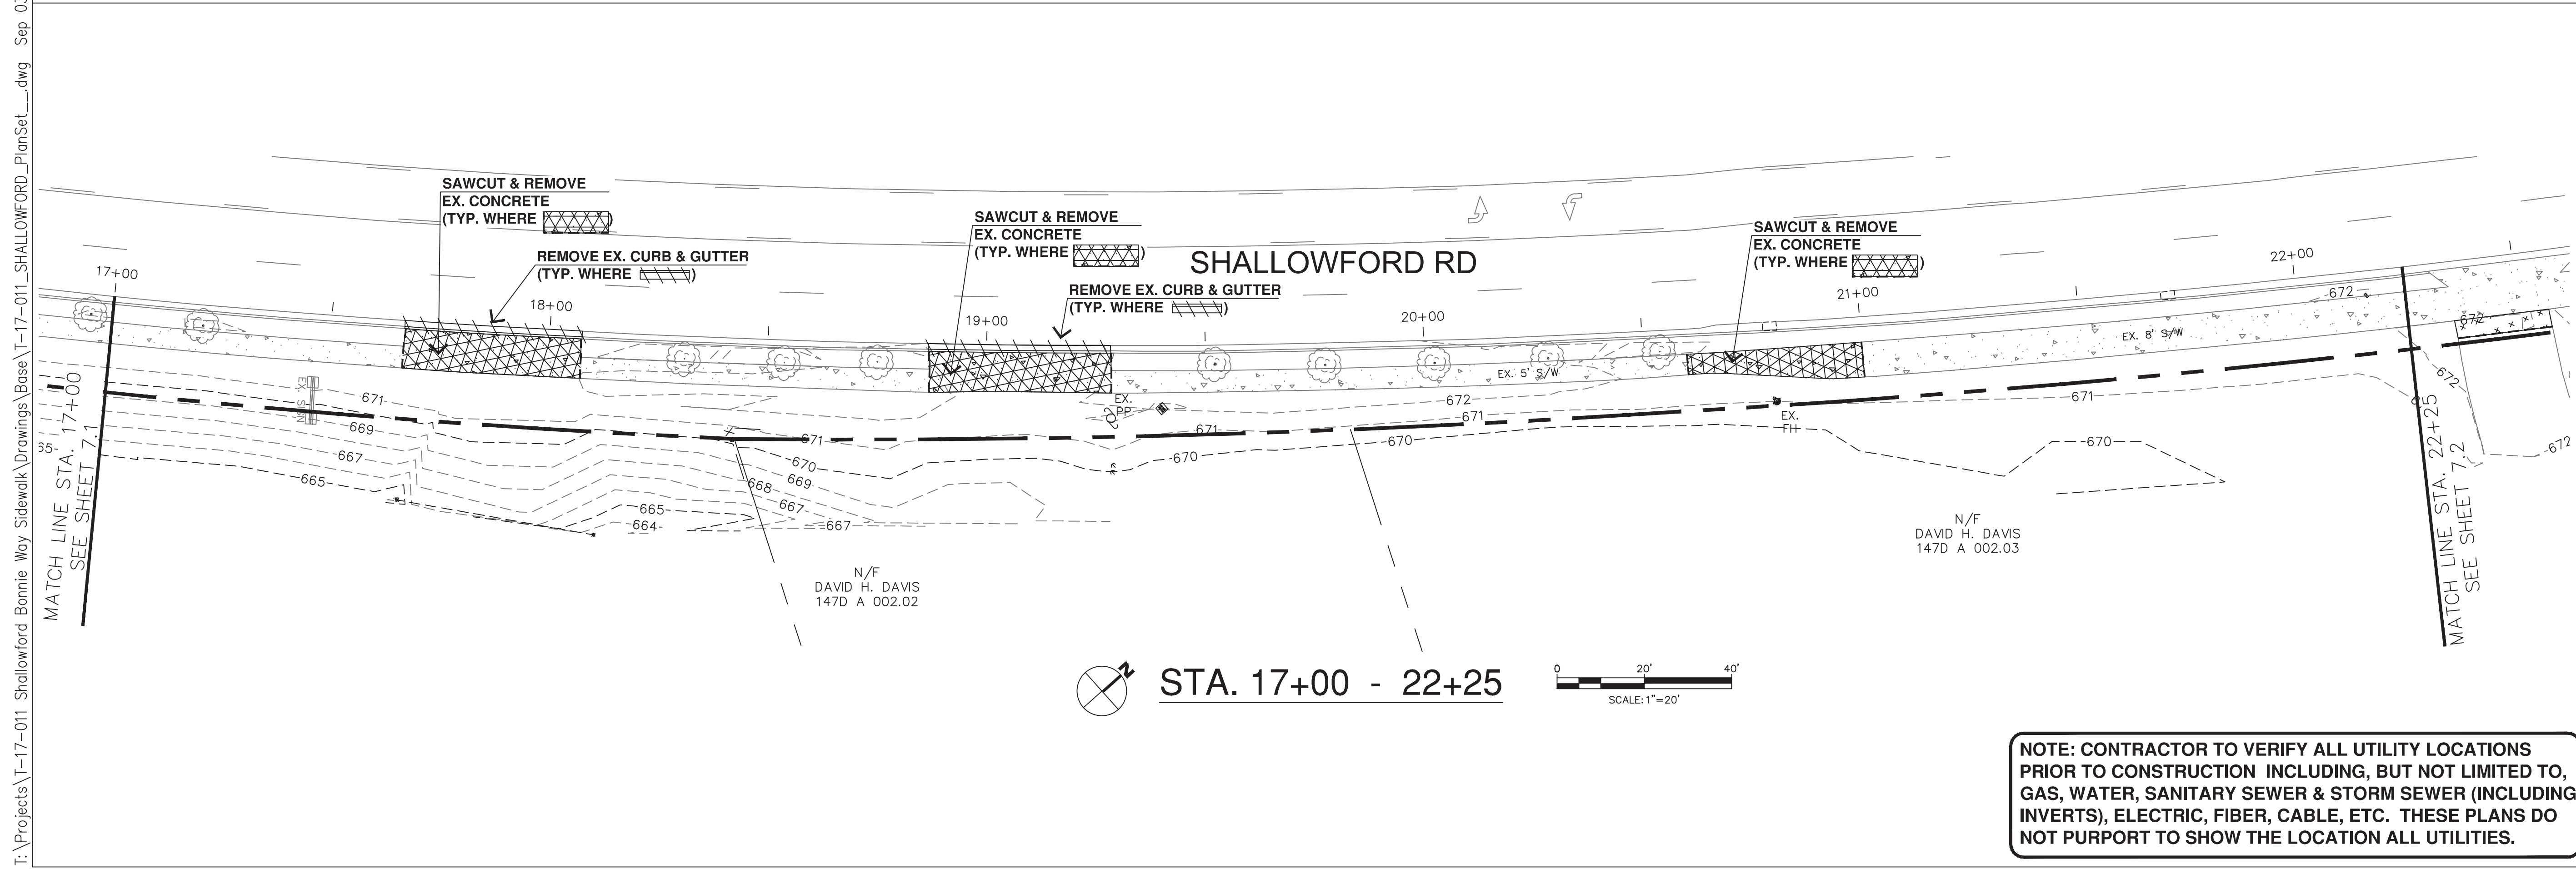 T:\Projects\T-17-011 Shallowford Bonnie Way Sidewalk\Drawings\Base\T-17-011_SHALLOWFORD_PlanSet__.dwg Sep
SAWCUT & REMOVE
EX. CONCRETE
(TYP. WHERE )
REMOVE EX. CURB & GUTTER
(TYP. WHERE )
SAWCUT & REMOVE
EX. CONCRETE
(TYP. WHERE )
REMOVE EX. CURB & GUTTER
(TYP. WHERE )
SAWCUT & REMOVE
EX. CONCRETE
(TYP. WHERE )
SHALLOWFORD RD
17+00
18+00
19+00
20+00
21+00
22+00
EX. 5' S/W
EX. 8' S/W
672
672
672
672
EX. SSN
EX.
PP
EX.
FH
671
669
667
665
65
671
670
668
669
667
665
664
667
671
670
672
671
670
671
670
MATCH LINE STA. 17+00
SEE SHEET 7.1
MATCH LINE STA. 22+25
SEE SHEET 7.2
N/F
DAVID H. DAVIS
147D A 002.02
N/F
DAVID H. DAVIS
147D A 002.03
N
STA. 17+00 - 22+25
0 20' 40'
SCALE: 1"=20'
NOTE: CONTRACTOR TO VERIFY ALL UTILITY LOCATIONS
PRIOR TO CONSTRUCTION INCLUDING, BUT NOT LIMITED TO,
GAS, WATER, SANITARY SEWER & STORM SEWER (INCLUDING
INVERTS), ELECTRIC, FIBER, CABLE, ETC. THESE PLANS DO
NOT PURPORT TO SHOW THE LOCATION ALL UTILITIES.